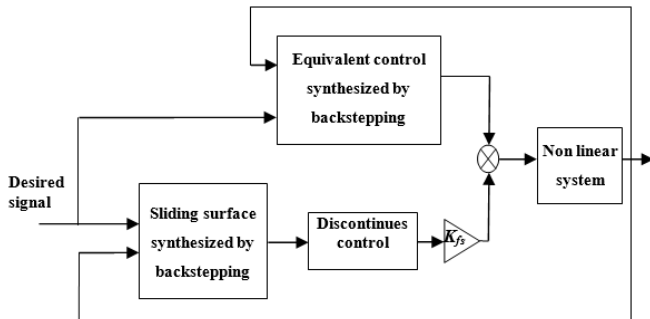 Equivalent control
synthesized by
backstepping
Non linear
system
Desired
signal
Sliding surface
synthesized by
backstepping
Discontinues
control
Kfs